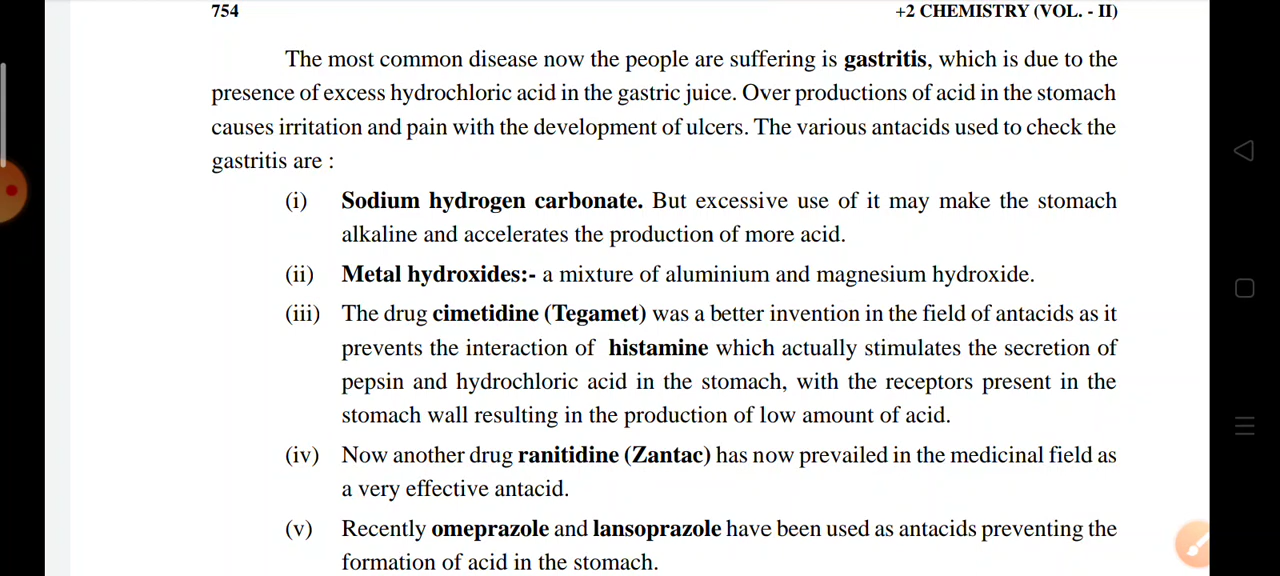 754
+2 CHEMISTRY (VOL. - II)
The most common disease now the people are suffering is gastritis, which is due to the
presence of excess hydrochloric acid in the gastric juice. Over productions of acid in the stomach
causes irritation and pain with the development of ulcers. The various antacids used to check the
gastritis are :
(i) Sodium hydrogen carbonate. But excessive use of it may make the stomach
alkaline and accelerates the production of more acid.
(ii) Metal hydroxides:- a mixture of aluminium and magnesium hydroxide.
(iii) The drug cimetidine (Tegamet) was a better invention in the field of antacids as it
prevents the interaction of histamine which actually stimulates the secretion of
pepsin and hydrochloric acid in the stomach, with the receptors present in the
stomach wall resulting in the production of low amount of acid.
(iv) Now another drug ranitidine (Zantac) has now prevailed in the medicinal field as
a very effective antacid.
(v) Recently omeprazole and lansoprazole have been used as antacids preventing the
formation of acid in the stomach.